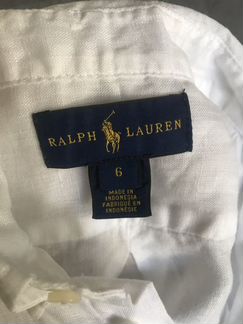 RALPH LAUREN
6
MADE IN
INDONESIA
FABRIQUÉ EN
INDONÉSIE